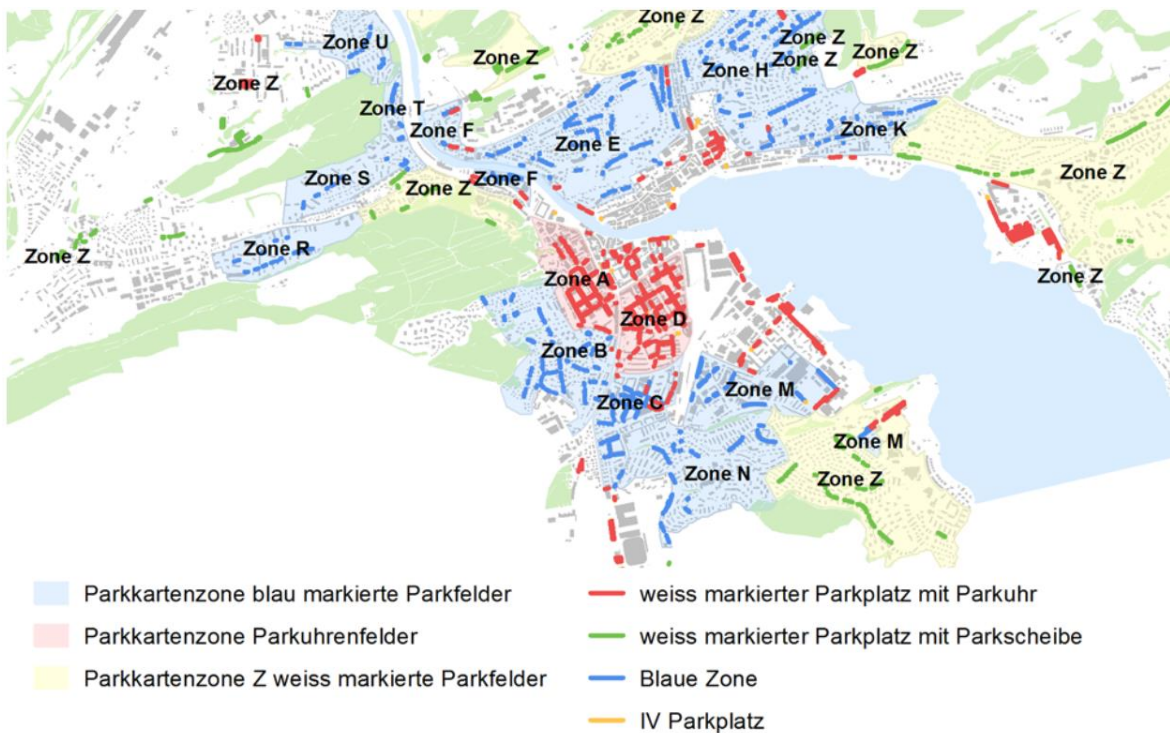 Zone Z
Zone U
Zone Z
Zone Z
Zone Z
Zone Z
Zone H
Zone Z
Zone Z
Zone T
Zone F
Zone E
Zone K
Zone S
Zone Z
Zone F
Zone Z
Zone R
Zone Z
Zone A
Zone Z
Zone D
Zone B
Zone M
Zone C
Zone M
Zone N
Zone Z
Parkkartenzone blau markierte Parkfelder
Parkkartenzone Parkuhrenfelder
Parkkartenzone Z weiss markierte Parkfelder
weiss markierter Parkplatz mit Parkuhr
weiss markierter Parkplatz mit Parkscheibe
Blaue Zone
IV Parkplatz